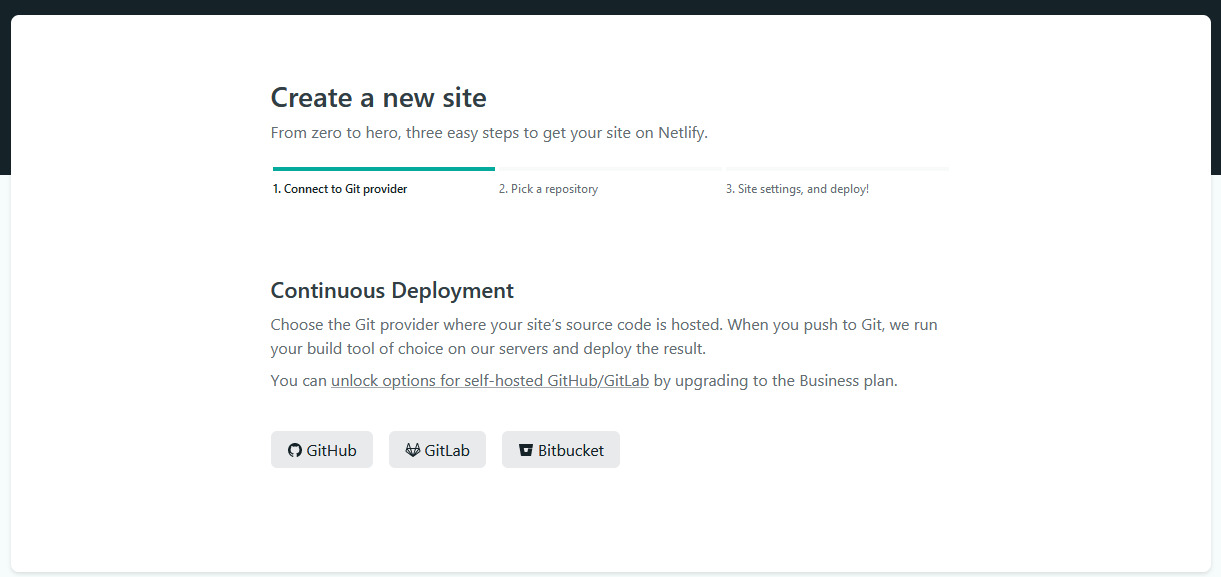 Create a new site
From zero to hero, three easy steps to get your site on Netlify.
1. Connect to Git provider
2. Pick a repository
3. Site settings, and deploy!
Continuous Deployment
Choose the Git provider where your site’s source code is hosted. When you push to Git, we run
your build tool of choice on our servers and deploy the result.
You can unlock options for self-hosted GitHub/GitLab by upgrading to the Business plan.
GitHub
GitLab
Bitbucket